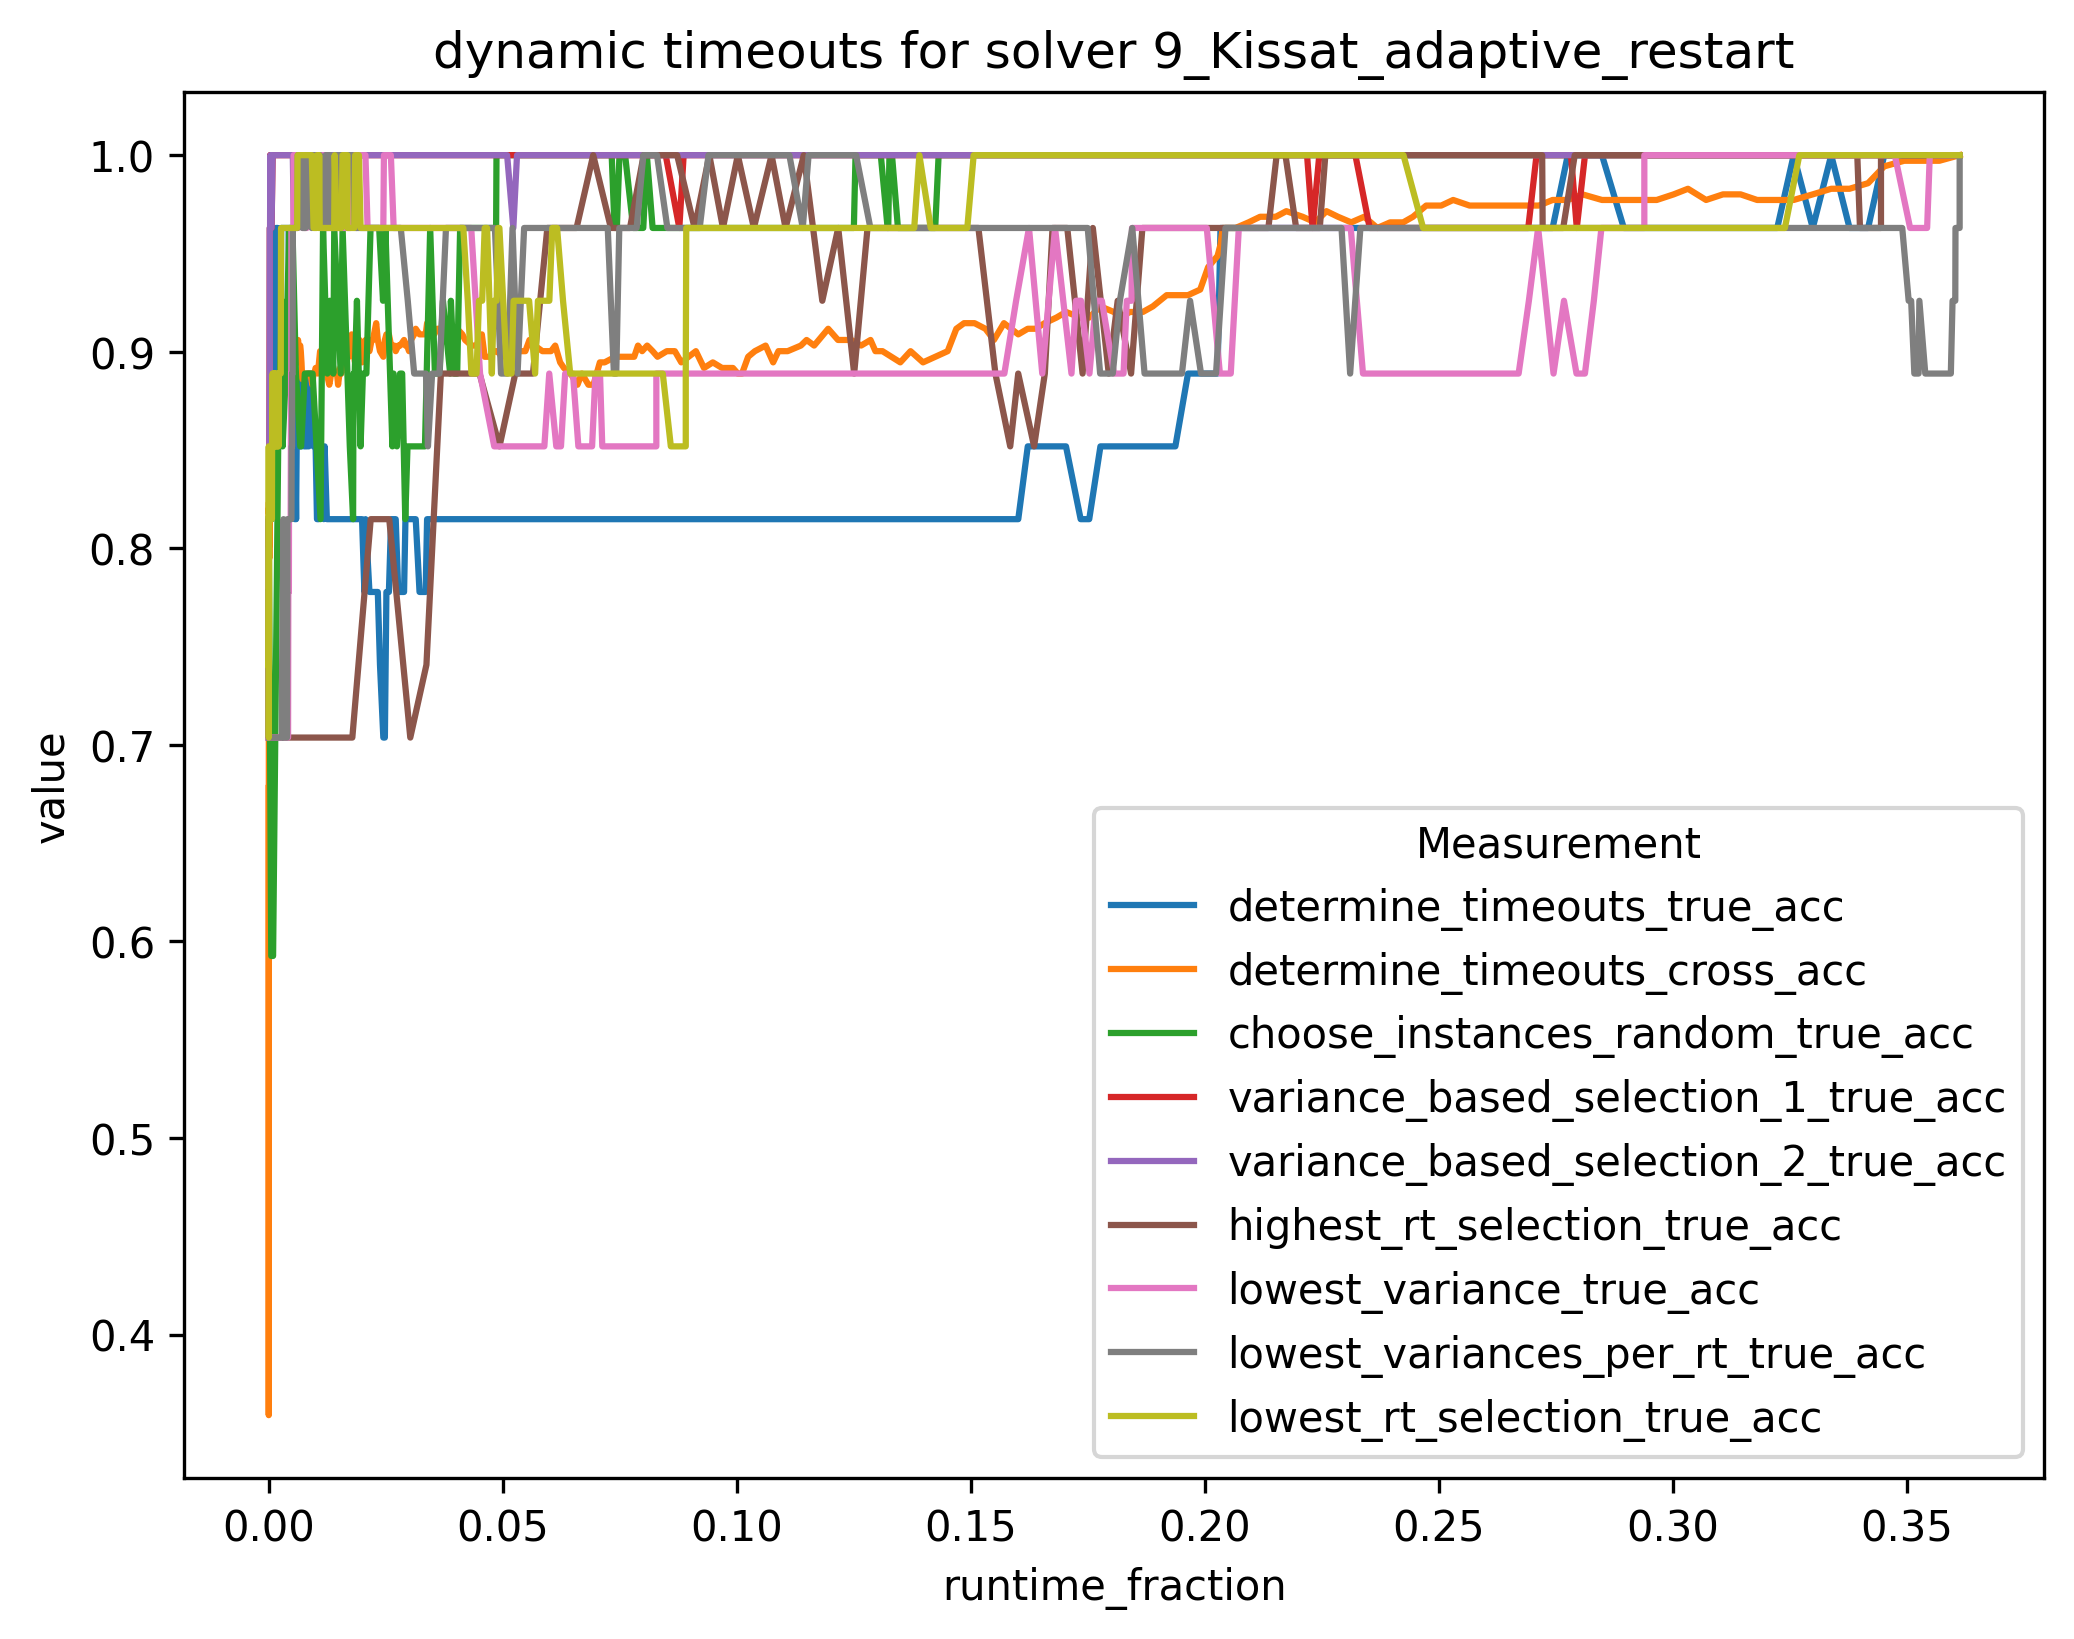 dynamic timeouts for solver 9_Kissat_adaptive_restart
1.0
0.9
0.8
0.7
0.6
0.5
0.4
value
Measurement
determine_timeouts_true_acc
determine_timeouts_cross_acc
choose_instances_random_true_acc
variance_based_selection_1_true_acc
variance_based_selection_2_true_acc
highest_rt_selection_true_acc
lowest_variance_true_acc
lowest_variances_per_rt_true_acc
lowest_rt_selection_true_acc
0.00 0.05 0.10 0.15 0.20 0.25 0.30 0.35
runtime_fraction